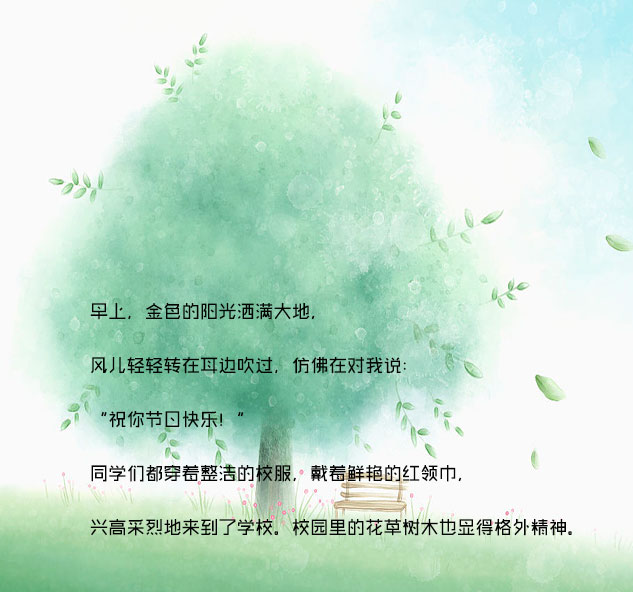 早上，金色的阳光洒满大地，
风儿轻轻转在耳边吹过，仿佛在对我说：
“祝你节日快乐！“
同学们都穿着整洁的校服，戴着鲜艳的红领巾，
兴高采烈地来到了学校。校园里的花草树木也显得格外精神。